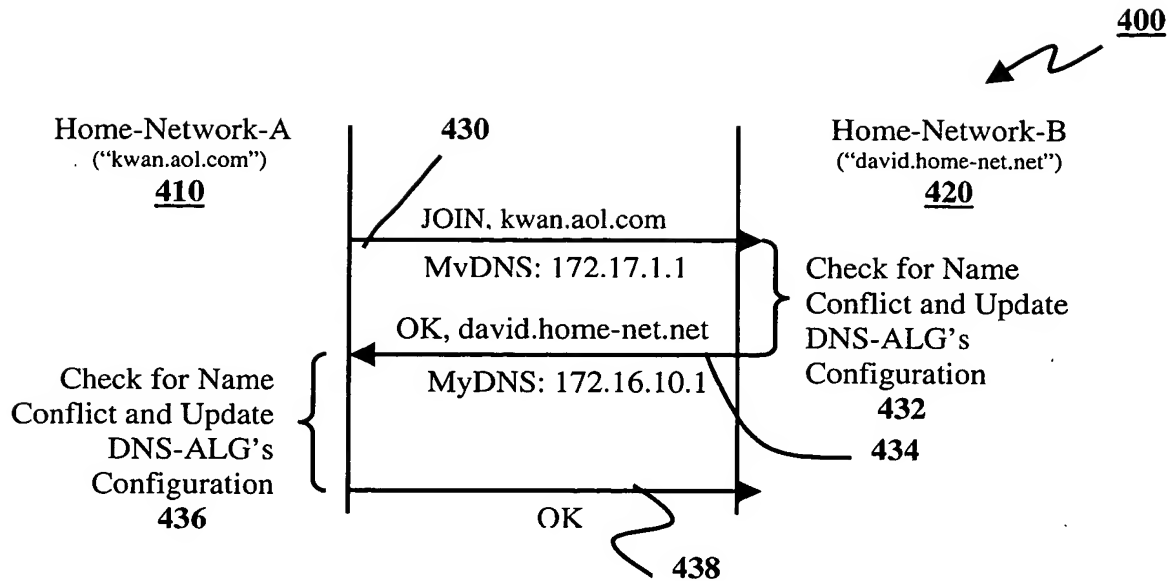 400
Home-Network-A
("kwan.aol.com")
410
430
Home-Network-B
("david.home-net.net")
420
JOIN, kwan.aol.com
MvDNS: 172.17.1.1
Check for Name
Conflict and Update
DNS-ALG's
Configuration
432
OK, david.home-net.net
MyDNS: 172.16.10.1
434
Check for Name
Conflict and Update
DNS-ALG's
Configuration
436
OK
438